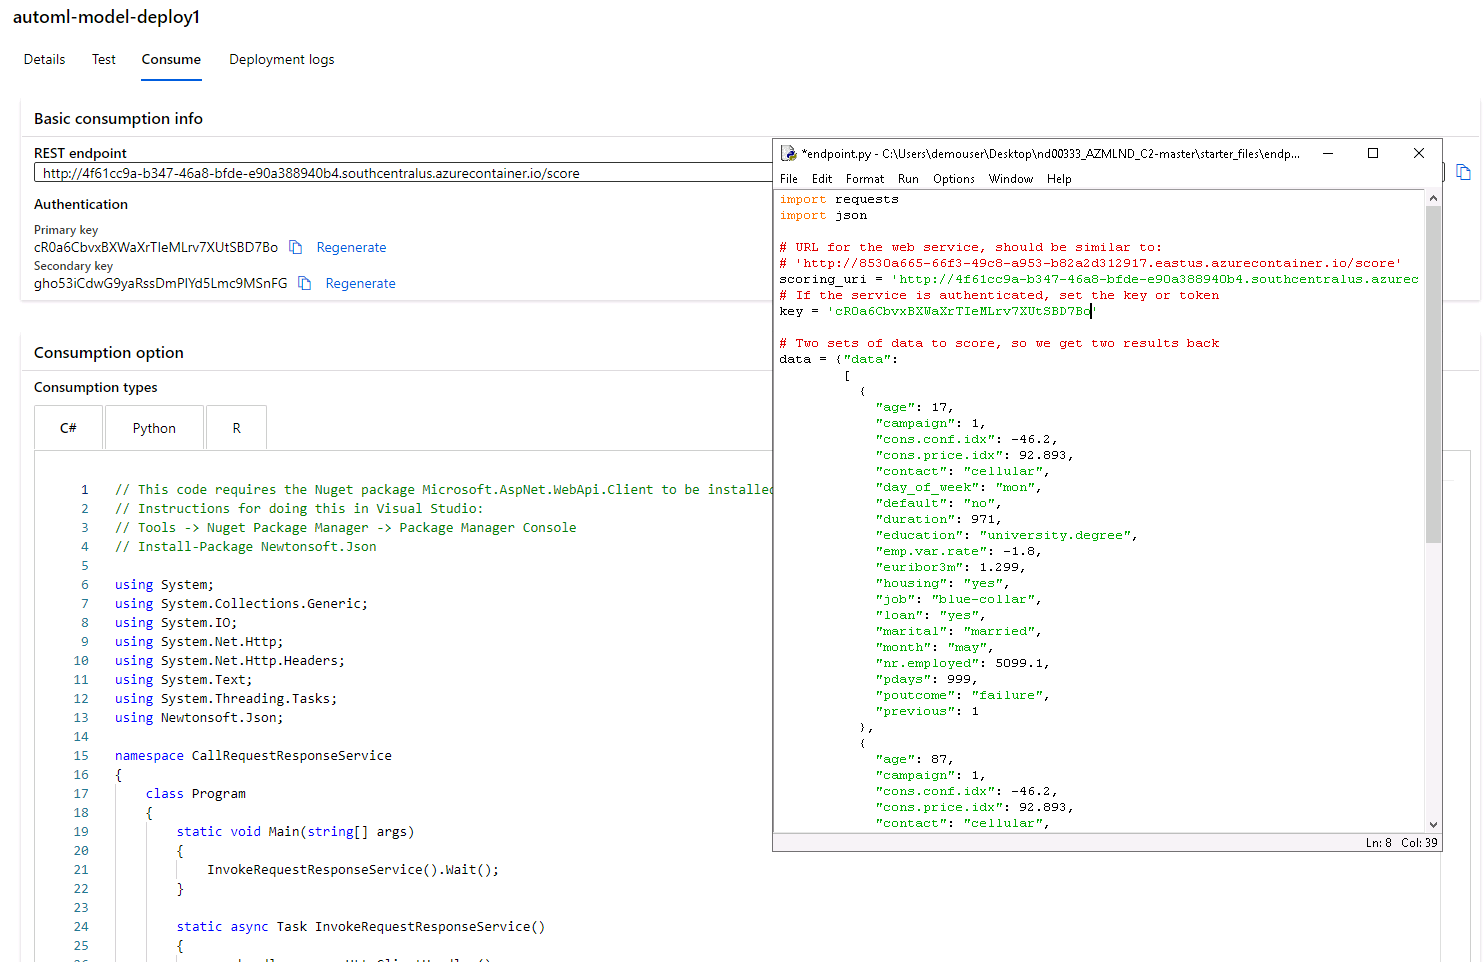 automl-model-deploy1
Details Test Consume Deployment logs
Basic consumption info
REST endpoint
http://4f61cc9a-b347-46a8-bfde-e90a388940b4.southcentralus.azurecontainer.io/score
Authentication
Primary key
cR0a6CbvxBXWaXrTIeMLrv7XUtSBD7Bo Regenerate
Secondary key
gho53iCdwG9yaRssDmPlYd5Lmc9MSnFG Regenerate
Consumption option
Consumption types
C# Python R
1 // This code requires the Nuget package Microsoft.AspNet.WebApi.Client to be installed
2 // Instructions for doing this in Visual Studio:
3 // Tools -> Nuget Package Manager -> Package Manager Console
4 // Install-Package Newtonsoft.Json
5
6 using System;
7 using System.Collections.Generic;
8 using System.IO;
9 using System.Net.Http;
10 using System.Net.Http.Headers;
11 using System.Text;
12 using System.Threading.Tasks;
13 using Newtonsoft.Json;
14
15 namespace CallRequestResponseService
16 {
17 class Program
18 {
19 static void Main(string[] args)
20 {
21 InvokeRequestResponseService().Wait();
22 }
23
24 static async Task InvokeRequestResponseService()
25 {
*endpoint.py - C:\Users\demouser\Desktop\nd00333_AZMLND_C2-master\starter_files\endp...
File Edit Format Run Options Window Help
import requests
import json
# URL for the web service, should be similar to:
# 'http://8530a665-66f3-49c8-a953-b82a2d312917.eastus.azurecontainer.io/score'
scoring_uri = 'http://4f61cc9a-b347-46a8-bfde-e90a388940b4.southcentralus.azurec
# If the service is authenticated, set the key or token
key = 'cR0a6CbvxBXWaXrTIeMLrv7XUtSBD7Bo'
# Two sets of data to score, so we get two results back
data = {"data":
[
{
"age": 17,
"campaign": 1,
"cons.conf.idx": -46.2,
"cons.price.idx": 92.893,
"contact": "cellular",
"day_of_week": "mon",
"default": "no",
"duration": 971,
"education": "university.degree",
"emp.var.rate": -1.8,
"euribor3m": 1.299,
"housing": "yes",
"job": "blue-collar",
"loan": "yes",
"marital": "married",
"month": "may",
"nr.employed": 5099.1,
"pdays": 999,
"poutcome": "failure",
"previous": 1
},
{
"age": 87,
"campaign": 1,
"cons.conf.idx": -46.2,
"cons.price.idx": 92.893,
"contact": "cellular",
Ln: 8 Col: 39